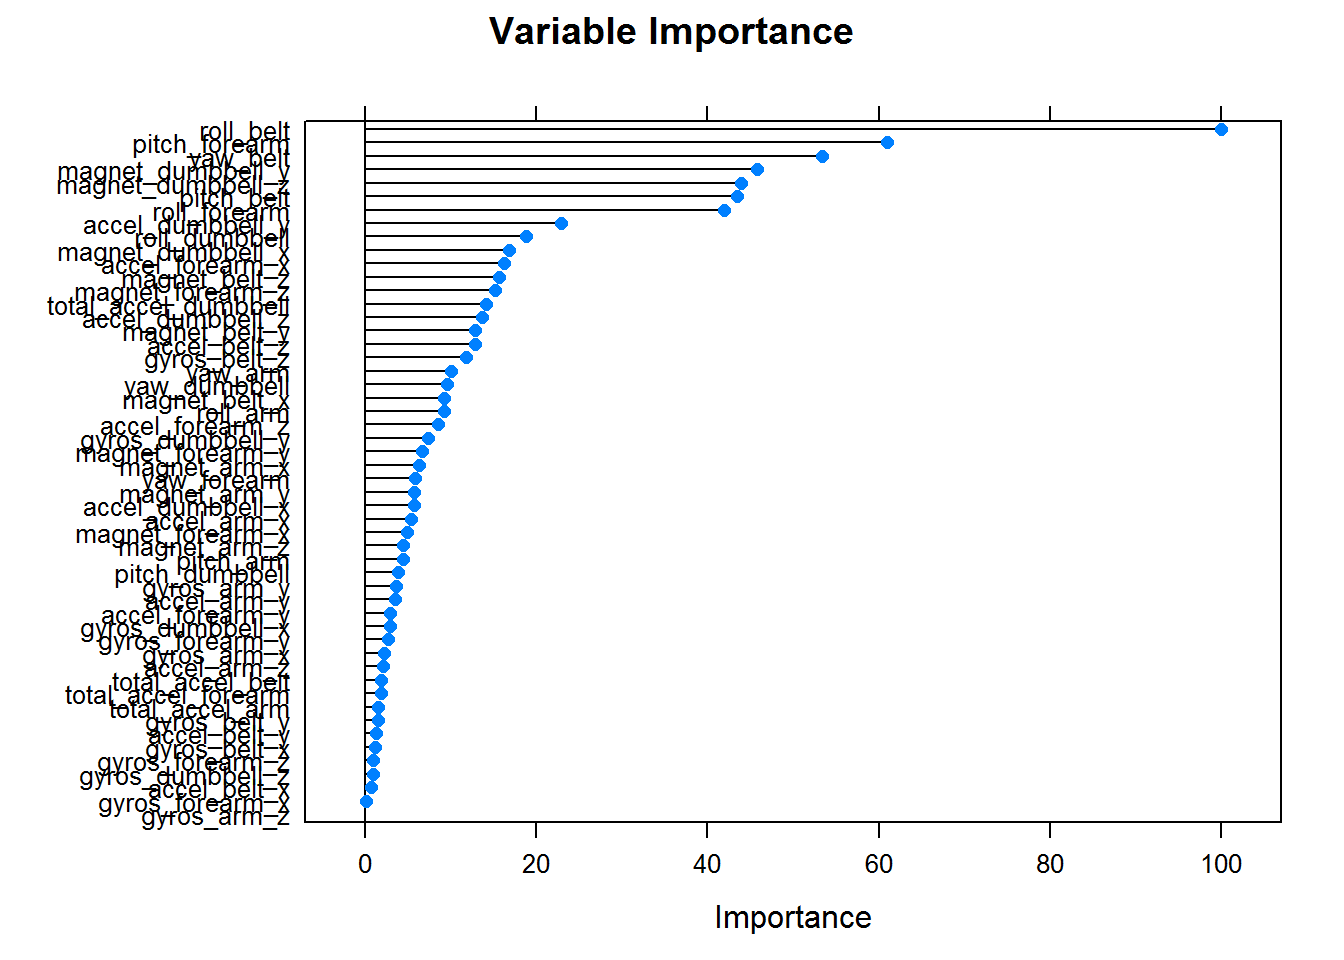 Variable Importance
roll_belt
pitch_forearm
yaw_belt
magnet_dumbbell_y
magnet_dumbbell_z
pitch_belt
roll_forearm
accel_dumbbell_y
roll_dumbbell
magnet_dumbbell_x
accel_forearm_x
magnet_belt_z
magnet_forearm_z
total_accel_dumbbell
accel_dumbbell_z
magnet_belt_y
accel_belt_z
gyros_belt_z
yaw_arm
yaw_dumbbell
magnet_belt_x
roll_arm
accel_forearm_z
gyros_dumbbell_y
magnet_forearm_y
magnet_arm_x
yaw_forearm
magnet_arm_y
accel_dumbbell_x
accel_arm_x
magnet_forearm_x
magnet_arm_z
pitch_arm
pitch_dumbbell
gyros_arm_y
accel_arm_y
accel_forearm_y
gyros_dumbbell_x
gyros_forearm_y
gyros_arm_x
accel_arm_z
total_accel_belt
total_accel_forearm
total_accel_arm
gyros_belt_y
accel_belt_y
gyros_belt_x
gyros_forearm_z
gyros_dumbbell_z
accel_belt_x
gyros_forearm_x
gyros_arm_z
0 20 40 60 80 100
Importance